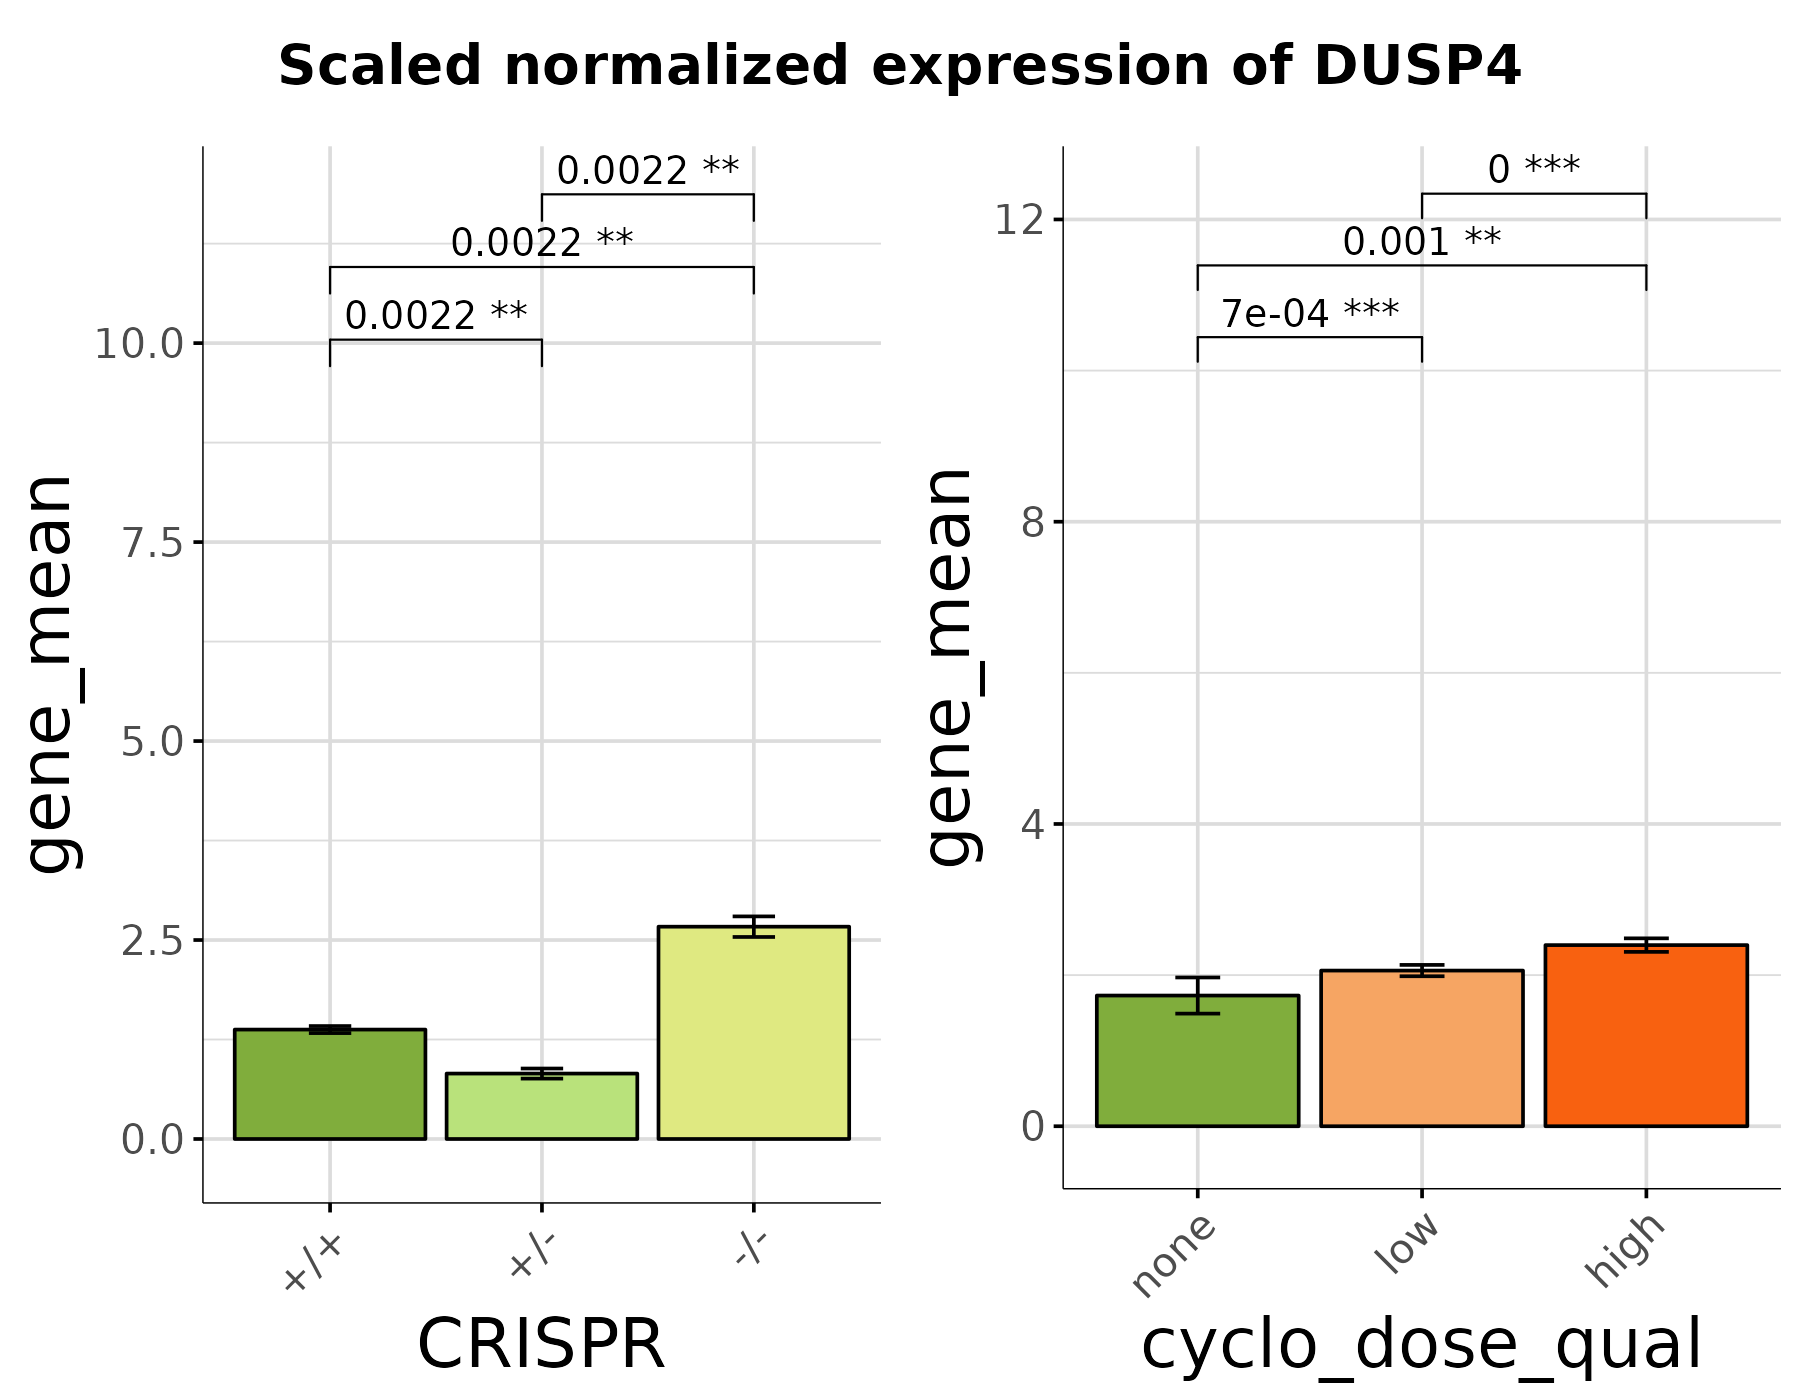 Scaled normalized expression of DUSP4
gene_mean
0.0022 **
0.0022 **
0.0022 **
10.0
7.5
5.0
2.5
0.0
+/+
+/-
-/-
CRISPR
gene_mean
0 ***
0.001 **
7e-04 ***
12
8
4
0
none
low
high
cyclo_dose_qual